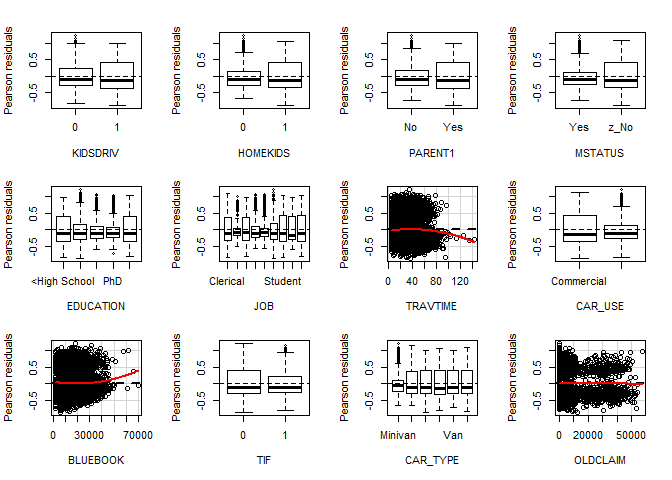 Pearson residuals
0.5
-0.5
0 1
KIDSDRIV
Pearson residuals
0.5
-0.5
0 1
HOMEKIDS
Pearson residuals
0.5
-0.5
No Yes
PARENT1
Pearson residuals
0.5
-0.5
Yes z_No
MSTATUS
Pearson residuals
0.5
-0.5
<High School PhD
EDUCATION
Pearson residuals
0.5
-0.5
Clerical Student
JOB
Pearson residuals
0.5
-0.5
0 40 80 120
TRAVTIME
Pearson residuals
0.5
-0.5
Commercial
CAR_USE
Pearson residuals
0.5
-0.5
0 30000 70000
BLUEBOOK
Pearson residuals
0.5
-0.5
0 1
TIF
Pearson residuals
0.5
-0.5
Minivan Van
CAR_TYPE
Pearson residuals
0.5
-0.5
0 20000 50000
OLDCLAIM